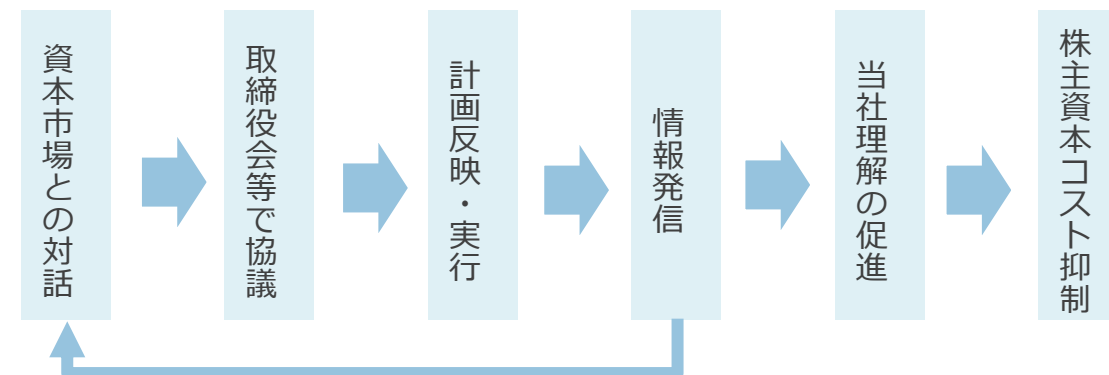 資本市場との対話
取締役会等で協議
計画反映・実行
情報発信
当社理解の促進
株主資本コスト抑制